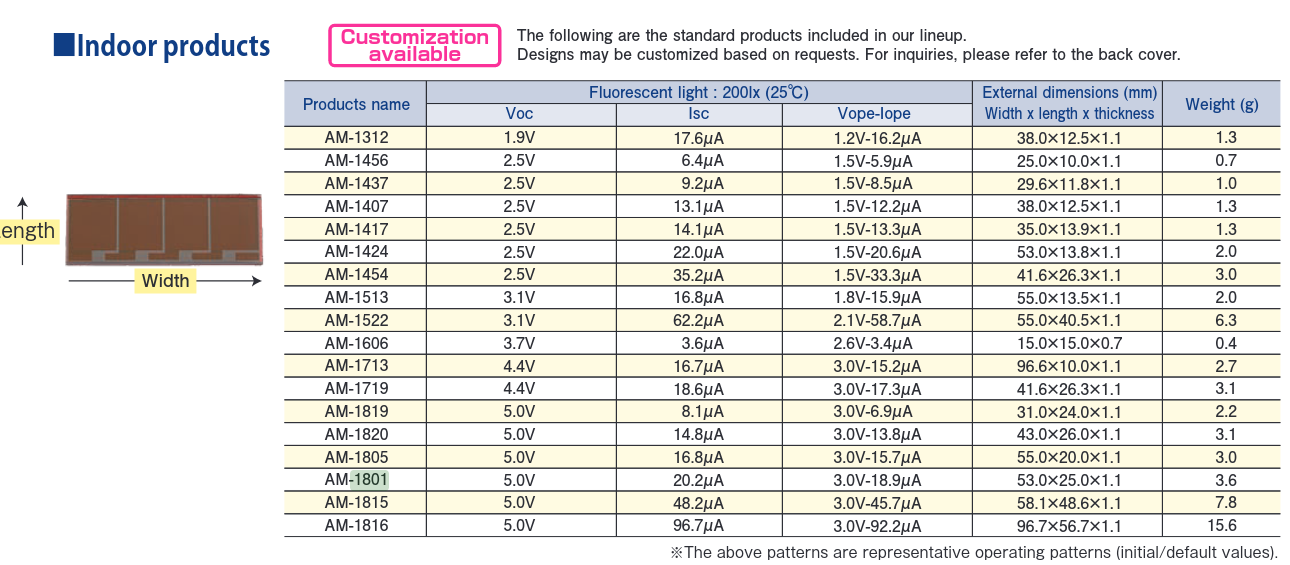 ■Indoor products
Customization
available
The following are the standard products included in our lineup.
Designs may be customized based on requests. For inquiries, please refer to the back cover.
ength
Width
Products name Fluorescent light : 200lx (25℃) External dimensions (mm) Weight (g)
Voc Isc Vope-Iope Width x length x thickness
AM-1312 1.9V 17.6μA 1.2V-16.2μA 38.0×12.5×1.1 1.3
AM-1456 2.5V 6.4μA 1.5V-5.9μA 25.0×10.0×1.1 0.7
AM-1437 2.5V 9.2μA 1.5V-8.5μA 29.6×11.8×1.1 1.0
AM-1407 2.5V 13.1μA 1.5V-12.2μA 38.0×12.5×1.1 1.3
AM-1417 2.5V 14.1μA 1.5V-13.3μA 35.0×13.9×1.1 1.3
AM-1424 2.5V 22.0μA 1.5V-20.6μA 53.0×13.8×1.1 2.0
AM-1454 2.5V 35.2μA 1.5V-33.3μA 41.6×26.3×1.1 3.0
AM-1513 3.1V 16.8μA 1.8V-15.9μA 55.0×13.5×1.1 2.0
AM-1522 3.1V 62.2μA 2.1V-58.7μA 55.0×40.5×1.1 6.3
AM-1606 3.7V 3.6μA 2.6V-3.4μA 15.0×15.0×0.7 0.4
AM-1713 4.4V 16.7μA 3.0V-15.2μA 96.6×10.0×1.1 2.7
AM-1719 4.4V 18.6μA 3.0V-17.3μA 41.6×26.3×1.1 3.1
AM-1819 5.0V 8.1μA 3.0V-6.9μA 31.0×24.0×1.1 2.2
AM-1820 5.0V 14.8μA 3.0V-13.8μA 43.0×26.0×1.1 3.1
AM-1805 5.0V 16.8μA 3.0V-15.7μA 55.0×20.0×1.1 3.0
AM-1801 5.0V 20.2μA 3.0V-18.9μA 53.0×25.0×1.1 3.6
AM-1815 5.0V 48.2μA 3.0V-45.7μA 58.1×48.6×1.1 7.8
AM-1816 5.0V 96.7μA 3.0V-92.2μA 96.7×56.7×1.1 15.6
※The above patterns are representative operating patterns (initial/default values).